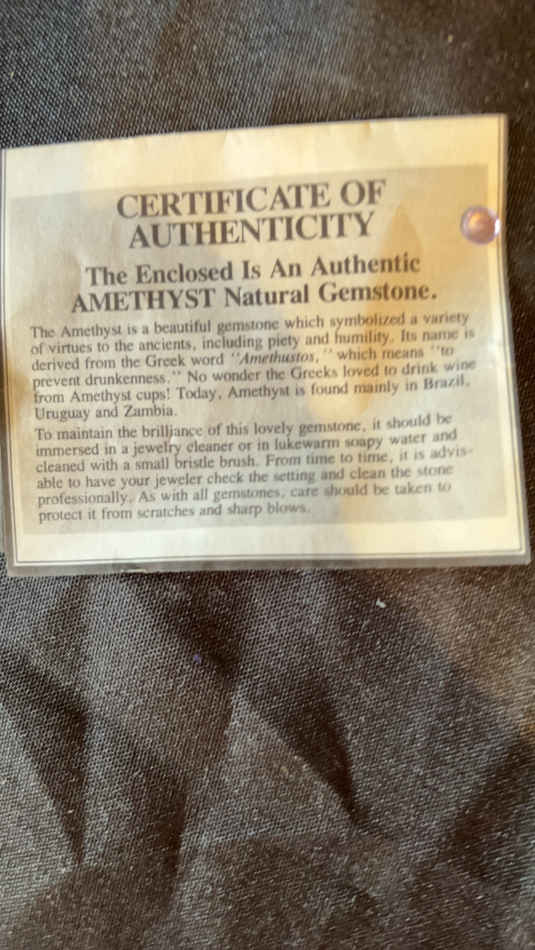 CERTIFICATE OF
AUTHENTICITY
The Enclosed Is An Authentic
AMETHYST Natural Gemstone.
The Amethyst is a beautiful gemstone which symbolized a variety
of virtues to the ancients, including piety and humility. Its name is
derived from the Greek word "Amethustos," which means "to
prevent drunkenness." No wonder the Greeks loved to drink wine
from Amethyst cups! Today, Amethyst is found mainly in Brazil,
Uruguay and Zambia.
To maintain the brilliance of this lovely gemstone, it should be
immersed in a jewelry cleaner or in lukewarm soapy water and
cleaned with a small bristle brush. From time to time, it is advis-
able to have your jeweler check the setting and clean the stone
professionally. As with all gemstones, care should be taken to
protect it from scratches and sharp blows.